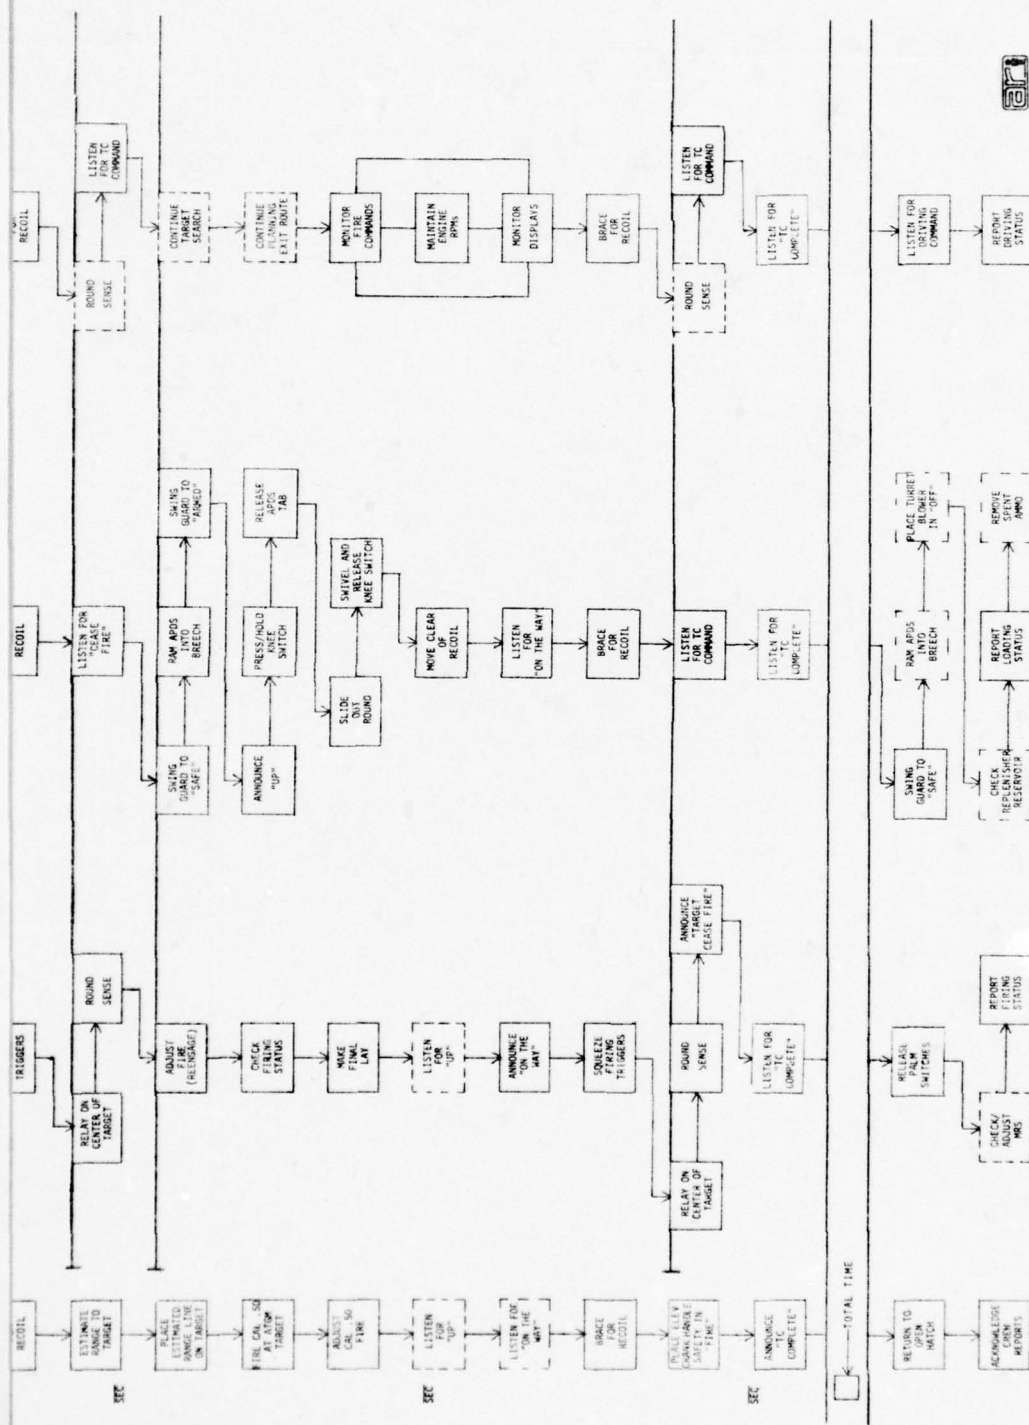 RECOIL
ESTIMATE
RANGE TO
TARGET
PLACE
ESTIMATED
RANGE LINE
ON TARGET
FIRE CAL .50
AT ATGM
TARGET
ADJUST
CAL .50
FIRE
LISTEN
FOR
"UP"
LISTEN FOR
"ON THE
WAY"
BRACE
FOR
RECOIL
SAFETY IN
"FIRE"
ANNOUNCE
"TC
COMPLETE"
RETURN TO
OPEN
HATCH
ACKNOWLEDGE
CREW
REPORTS
SEC
SEC
SEC
TOTAL TIME
TRIGGERS
RELAY ON
CENTER OF
TARGET
ROUND
SENSE
ADJUST
FIRE
(REENGAGE)
CHECK
FIRING
STATUS
MAKE
FINAL
LAY
LISTEN
FOR
"UP"
ANNOUNCE
"ON THE
WAY"
SQUEEZE
FIRING
TRIGGERS
RELAY ON
CENTER OF
TARGET
ROUND
SENSE
ANNOUNCE
"TARGET
CEASE FIRE"
LISTEN FOR
"TC
COMPLETE"
RELEASE
PALM
SWITCHES
CHECK/
ADJUST
MRS
REPORT
FIRING
STATUS
RECOIL
LISTEN FOR
"CEASE
FIRE"
SWING
GUARD TO
"SAFE"
RAM APDS
INTO
BREECH
SWING
GUARD TO
"ARMED"
ANNOUNCE
"UP"
PRESS/HOLD
KNEE
SWITCH
RELEASE
APDS
TAB
SLIDE
OUT
ROUND
SWIVEL AND
RELEASE
KNEE SWITCH
MOVE CLEAR
OF
RECOIL
LISTEN
FOR
"ON THE WAY"
BRACE
FOR
RECOIL
LISTEN
FOR TC
COMMAND
LISTEN FOR
"TC
COMPLETE"
SWING
GUARD TO
"SAFE"
RAM APDS
INTO
BREECH
PLACE TURRET
BLOWER
IN "OFF"
CHECK
REPLENISHER
RESERVOIR
REPORT
LOADING
STATUS
REMOVE
SPENT
AMMO
RECOIL
ROUND
SENSE
LISTEN
FOR TC
COMMAND
CONTINUE
TARGET
SEARCH
CONTINUE
PLANNING
EXIT ROUTE
MONITOR
FIRE
COMMANDS
MAINTAIN
ENGINE
RPMs
MONITOR
DISPLAYS
BRACE
FOR
RECOIL
ROUND
SENSE
LISTEN
FOR TC
COMMAND
LISTEN FOR
"TC
COMPLETE"
LISTEN FOR
DRIVING
COMMAND
REPORT
DRIVING
STATUS
ari